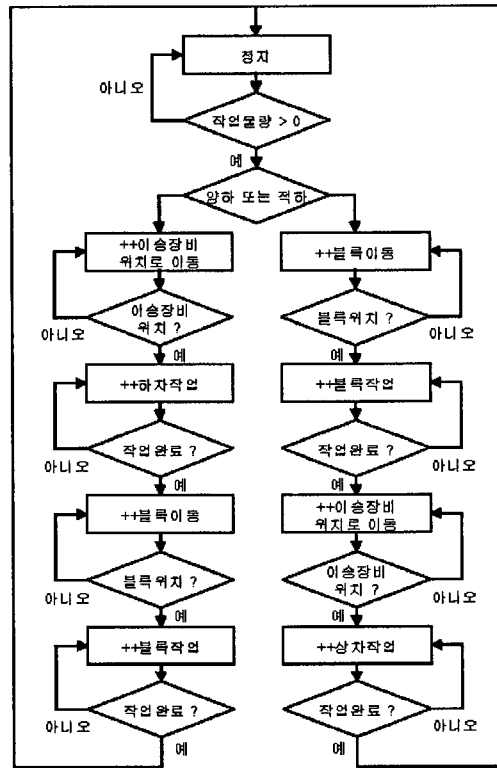 정지
아니오
작업물량 > 0
예
양하 또는 적하
++이송장비
위치로 이동
이송장비
위치 ?
아니오
예
++하차작업
작업완료 ?
아니오
예
++블록이동
블록위치 ?
아니오
예
++블록작업
작업완료 ?
아니오
예
++블록이동
블록위치 ?
아니오
예
++블록작업
작업완료 ?
아니오
예
++이송장비
위치로 이동
이송장비
위치 ?
아니오
예
++상차작업
작업완료 ?
아니오
예